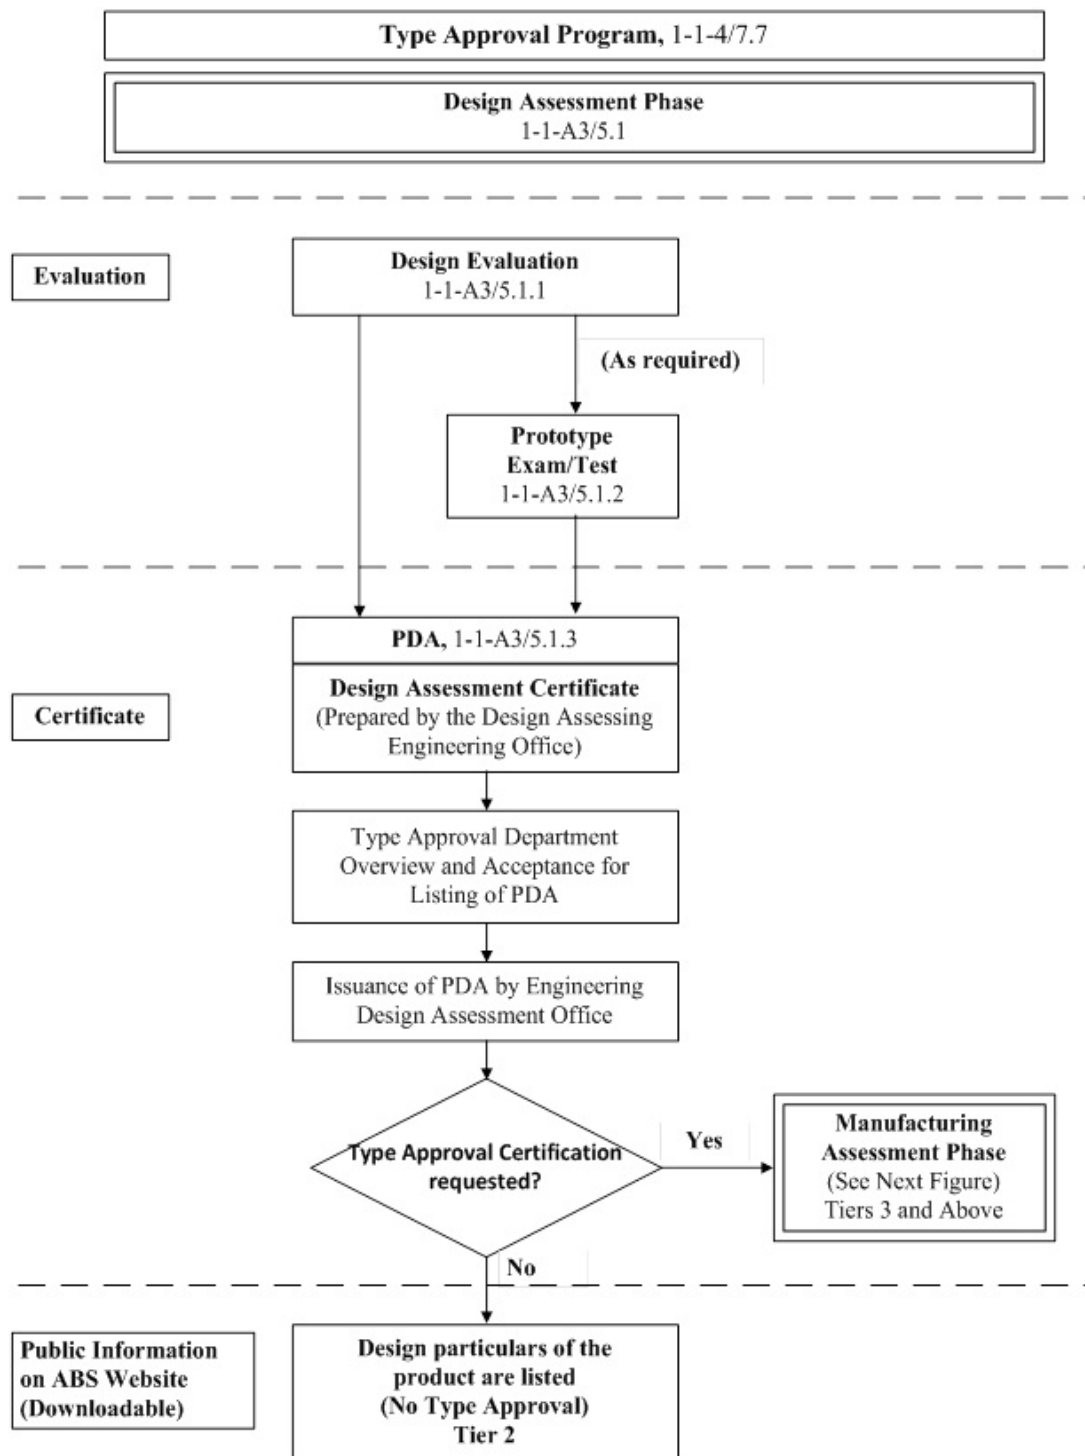 Type Approval Program, 1-1-4/7.7
Design Assessment Phase
1-1-A3/5.1
Evaluation
Design Evaluation
1-1-A3/5.1.1
(As required)
Prototype
Exam/Test
1-1-A3/5.1.2
PDA, 1-1-A3/5.1.3
Certificate
Design Assessment Certificate
(Prepared by the Design Assessing
Engineering Office)
Type Approval Department
Overview and Acceptance for
Listing of PDA
Issuance of PDA by Engineering
Design Assessment Office
Type Approval Certification
requested?
Yes
Manufacturing
Assessment Phase
(See Next Figure)
Tiers 3 and Above
No
Public Information
on ABS Website
(Downloadable)
Design particulars of the
product are listed
(No Type Approval)
Tier 2